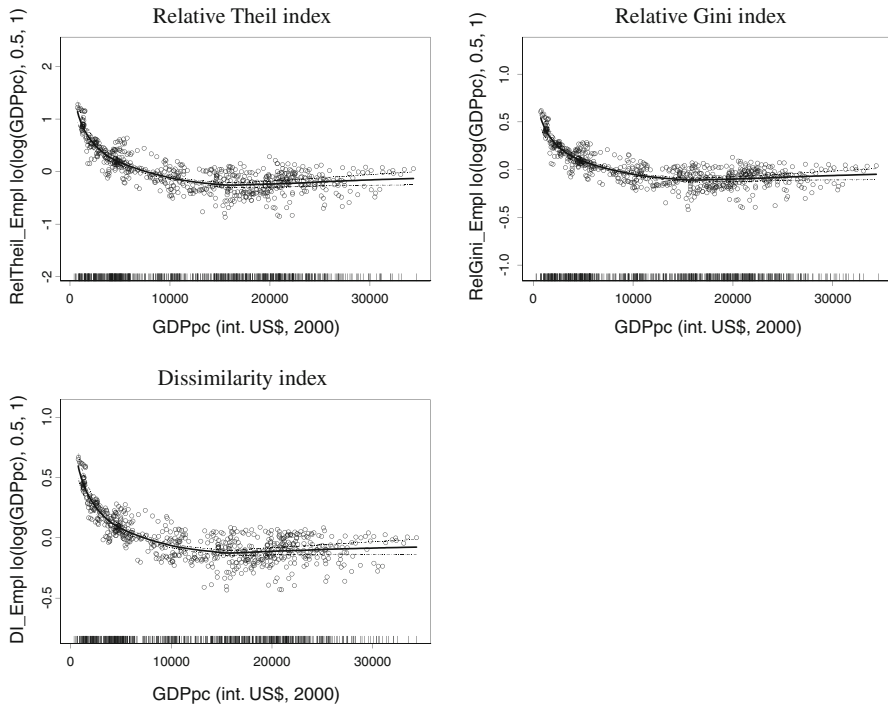 Relative Theil index
RelTheil_Empl lo(log(GDPpc), 0.5, 1)
2
1
0
-1
-2
0 10000 20000 30000
GDPpc (int. US$, 2000)
Relative Gini index
RelGini_Empl lo(log(GDPpc), 0.5, 1)
1.0
0.5
0.0
-0.5
-1.0
0 10000 20000 30000
GDPpc (int. US$, 2000)
Dissimilarity index
DI_Empl lo(log(GDPpc), 0.5, 1)
1.0
0.5
0.0
-0.5
0 10000 20000 30000
GDPpc (int. US$, 2000)